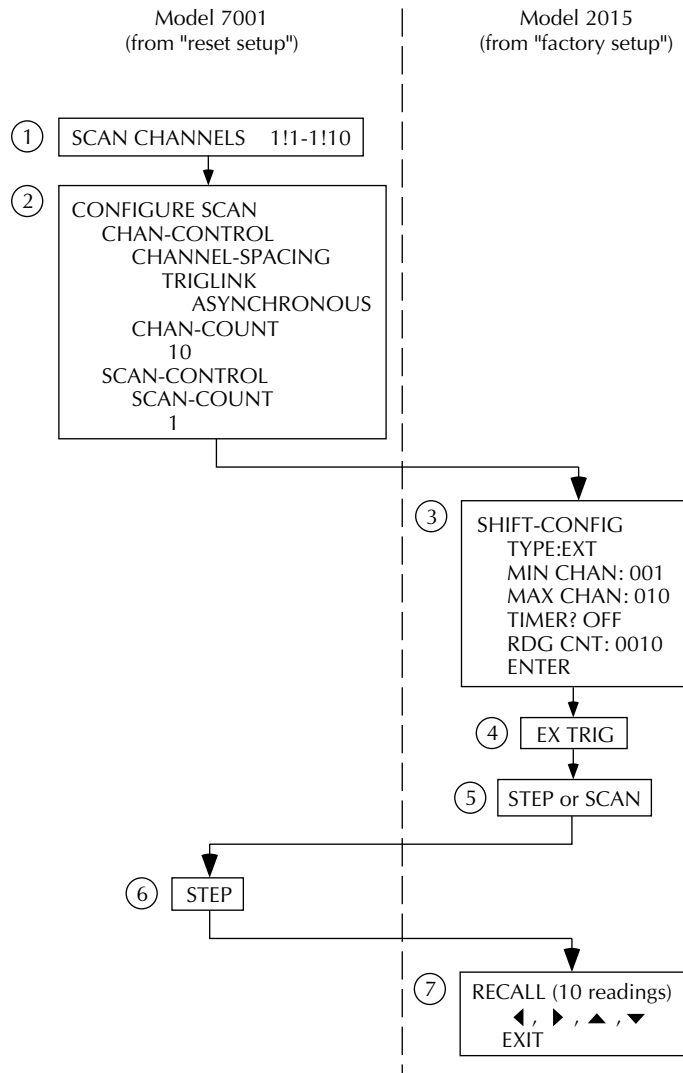 Model 7001
(from "reset setup")
Model 2015
(from "factory setup")
1
SCAN CHANNELS 1!1-1!10
2
CONFIGURE SCAN
CHAN-CONTROL
CHANNEL-SPACING
TRIGLINK
ASYNCHRONOUS
CHAN-COUNT
10
SCAN-CONTROL
SCAN-COUNT
1
3
SHIFT-CONFIG
TYPE:EXT
MIN CHAN: 001
MAX CHAN: 010
TIMER? OFF
RDG CNT: 0010
ENTER
4
EX TRIG
5
STEP or SCAN
6
STEP
7
RECALL (10 readings)
◀ , ▶ , ▲ , ▼
EXIT